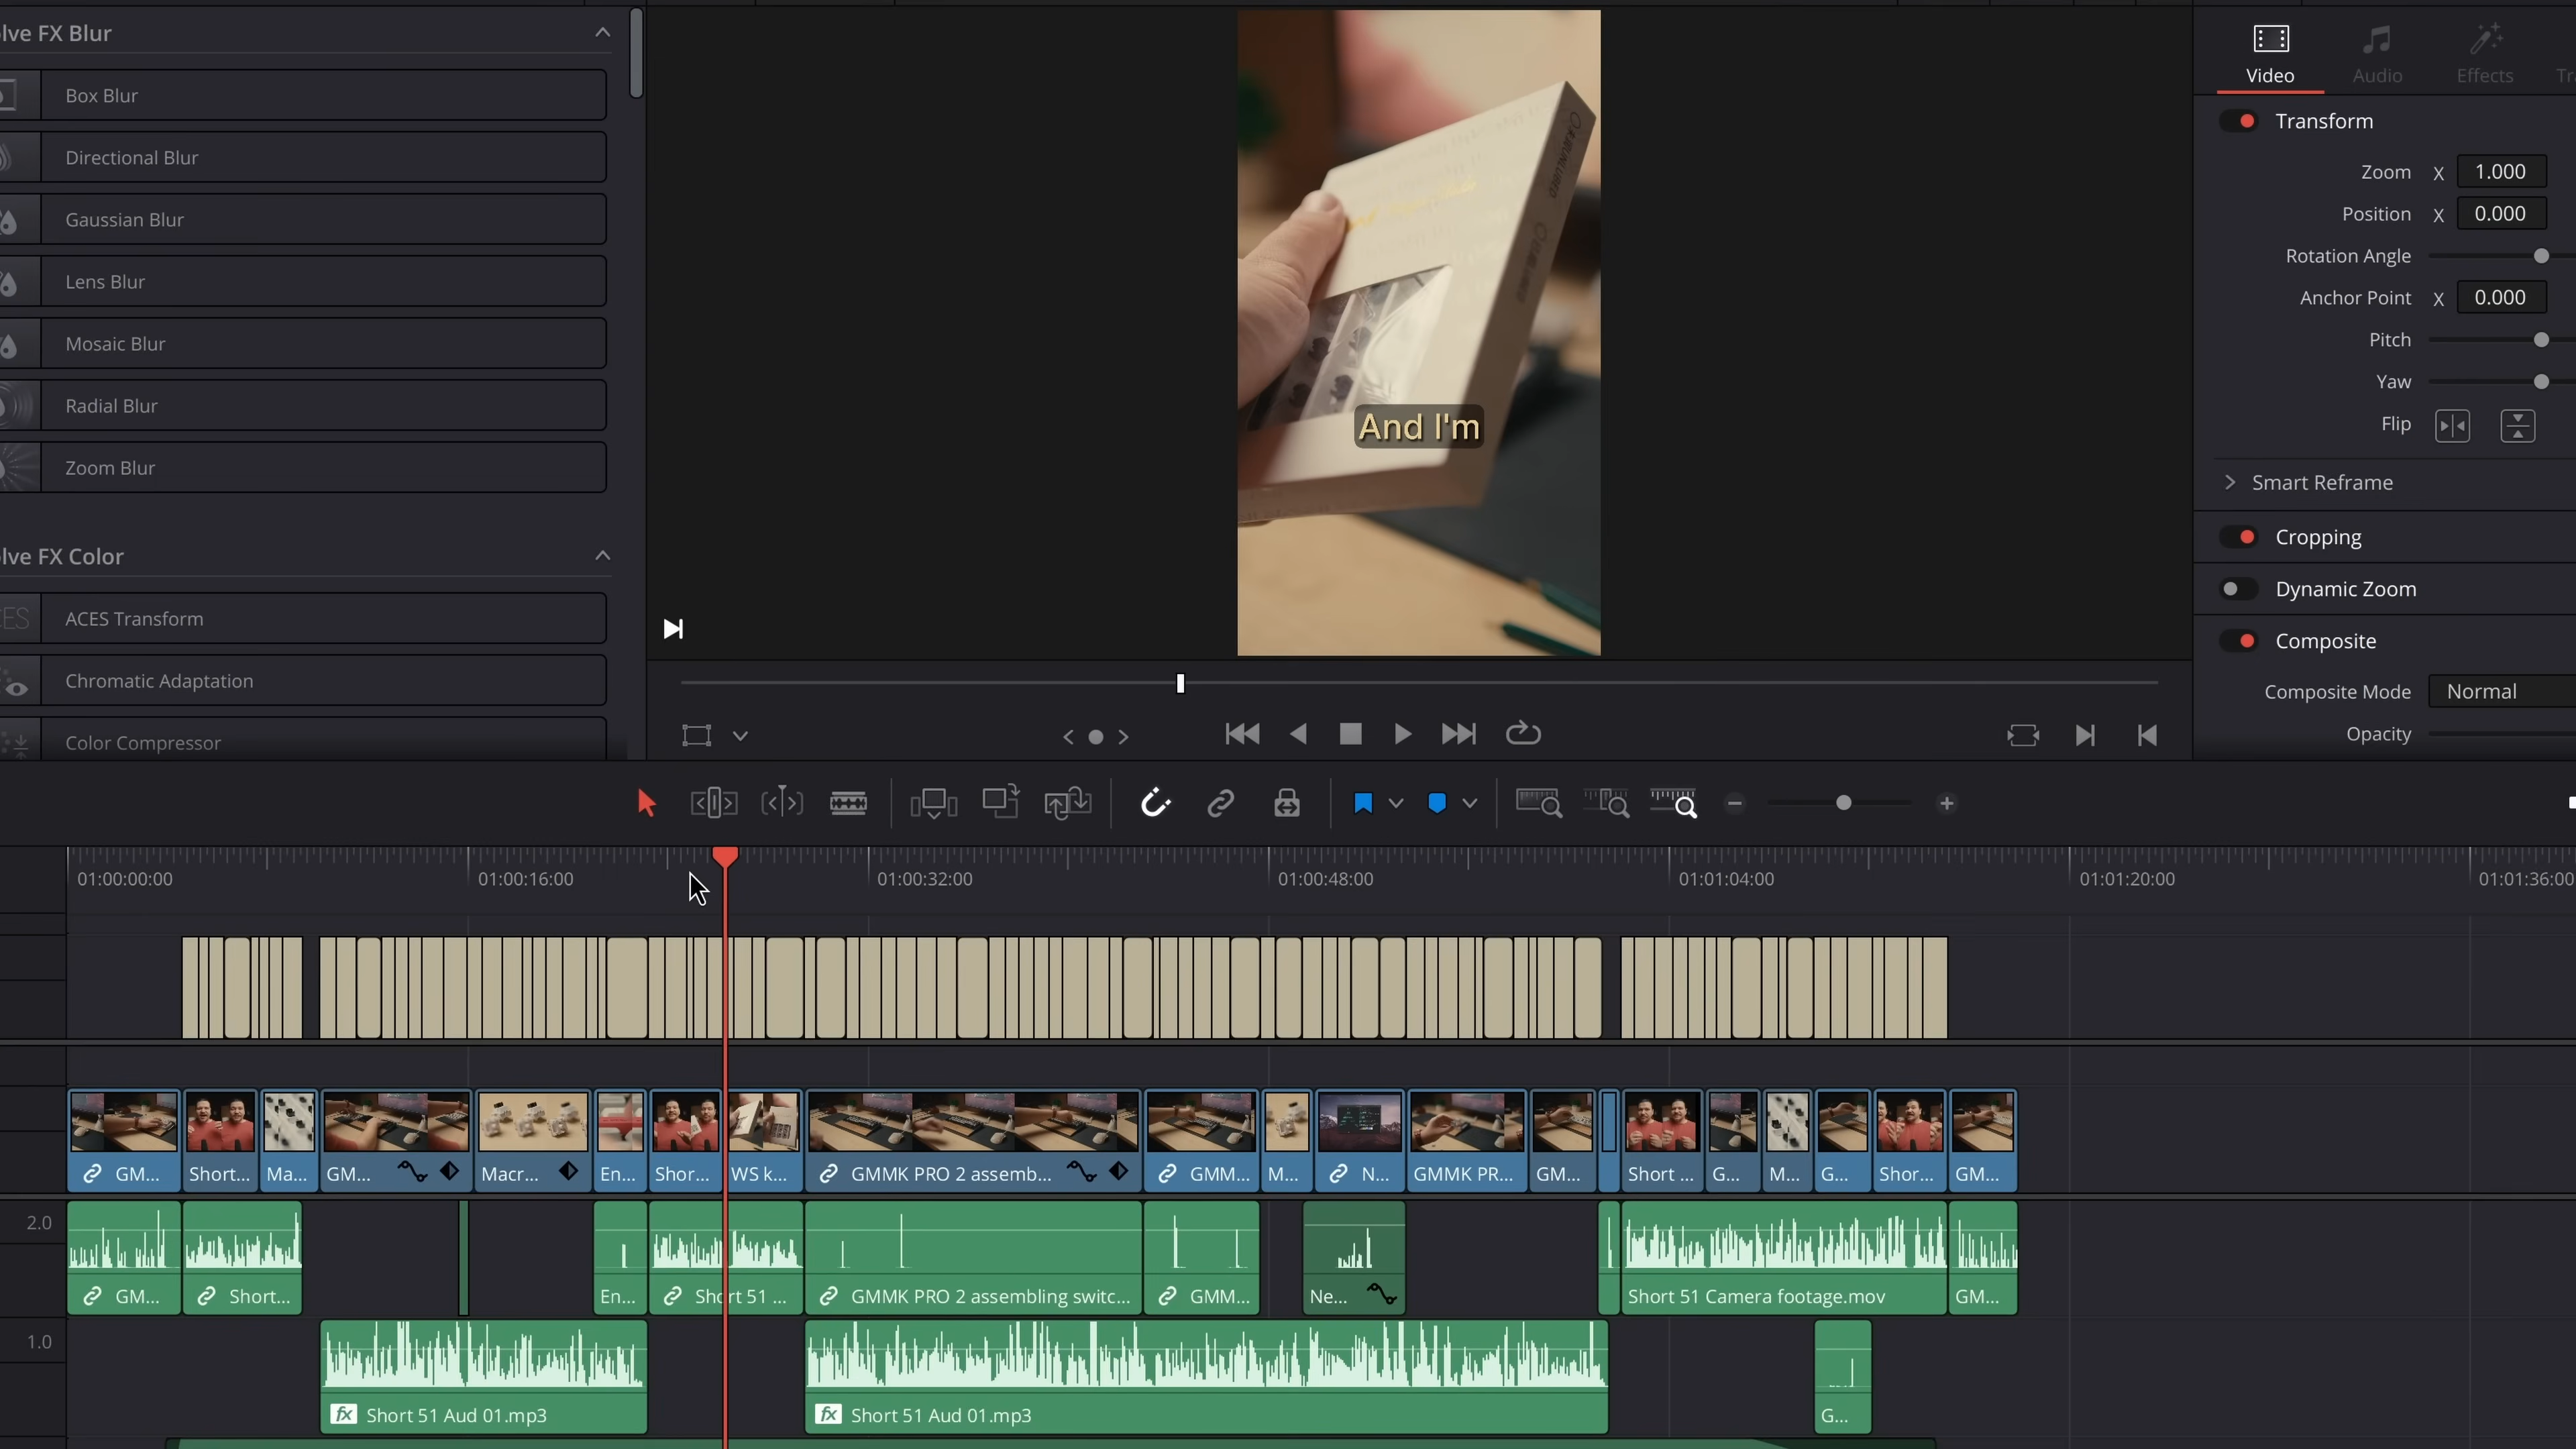 lve FX Blur
Box Blur
Directional Blur
Gaussian Blur
Lens Blur
Mosaic Blur
Radial Blur
Zoom Blur
lve FX Color
ACES Transform
Chromatic Adaptation
Color Compressor
And I'm
Video
Audio
Effects
Tr
Transform
Zoom X 1.000
Position X 0.000
Rotation Angle
Anchor Point X 0.000
Pitch
Yaw
Flip
Smart Reframe
Cropping
Dynamic Zoom
Composite
Composite Mode Normal
Opacity
01:00:00:00 01:00:16:00 01:00:32:00 01:00:48:00 01:01:04:00 01:01:20:00 01:01:36:00
GM... Short... Ma... GM... Macr... En... Shor... WS k... GMMK PRO 2 assemb... GMM... M... N... GMMK PR... GM... Short ... G... M... G... Shor... GM...
2.0
GM... Short... En... Short 51 ... GMMK PRO 2 assembling switc... GMM... Ne... Short 51 Camera footage.mov GM...
1.0
fx Short 51 Aud 01.mp3 fx Short 51 Aud 01.mp3 G...